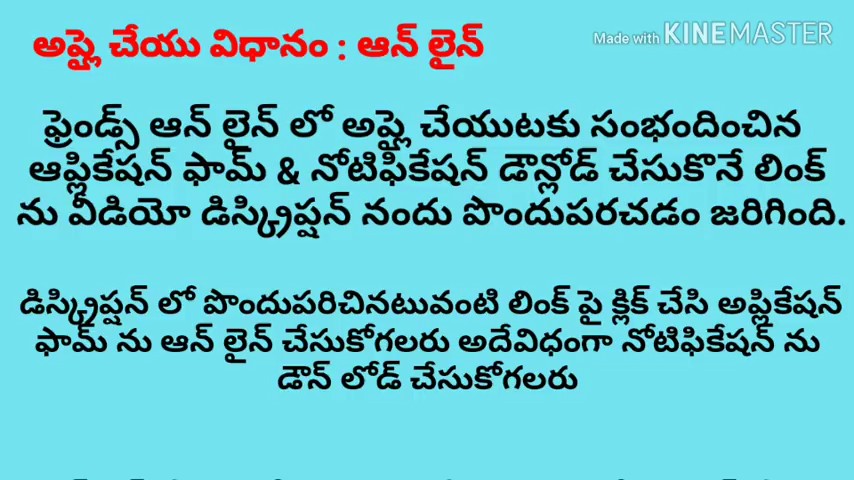 అప్లై చేయు విధానం : ఆన్ లైన్
Made with KINEMASTER
ఫ్రెండ్స్ ఆన్ లైన్ లో అప్లై చేయుటకు సంభందించిన
ఆప్లికేషన్ ఫామ్ & నోటిఫికేషన్ డౌన్లోడ్ చేసుకొనే లింక్
ను వీడియో డిస్క్రిప్షన్ నందు పొందుపరచడం జరిగింది.
డిస్క్రిప్షన్ లో పొందుపరిచినటువంటి లింక్ పై క్లిక్ చేసి అప్లికేషన్
ఫామ్ ను ఆన్ లైన్ చేసుకోగలరు అదేవిధంగా నోటిఫికేషన్ ను
డౌన్ లోడ్ చేసుకోగలరు